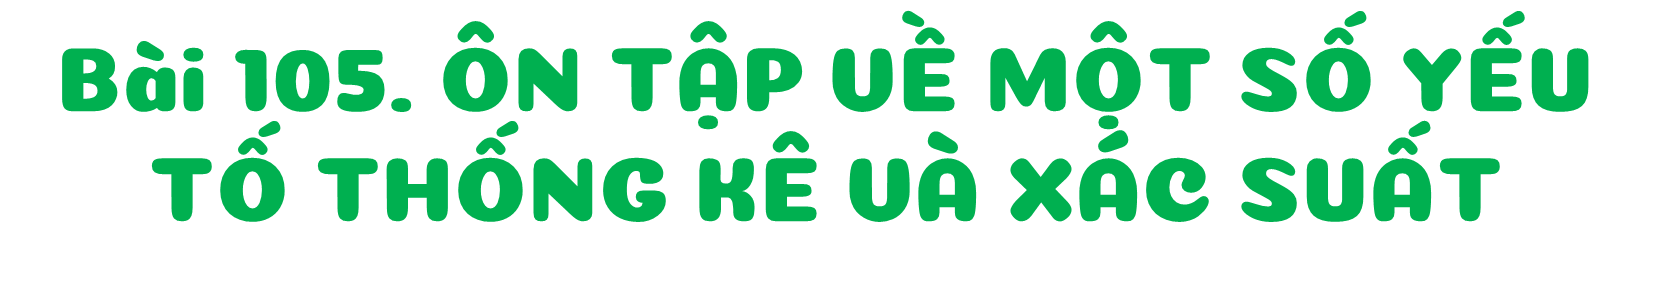 Bài 105. ÔN TẬP VỀ MỘT SỐ YẾU
TỐ THỐNG KÊ VÀ XÁC SUẤT